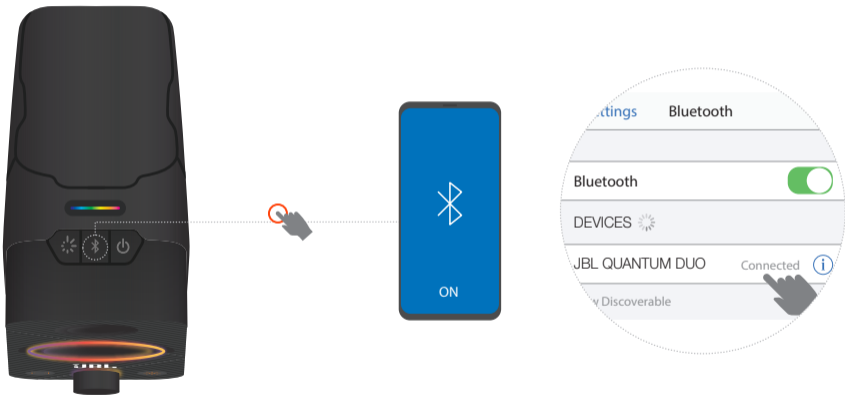 ON
ttings Bluetooth
Bluetooth
DEVICES
JBL QUANTUM DUO Connected
w Discoverable